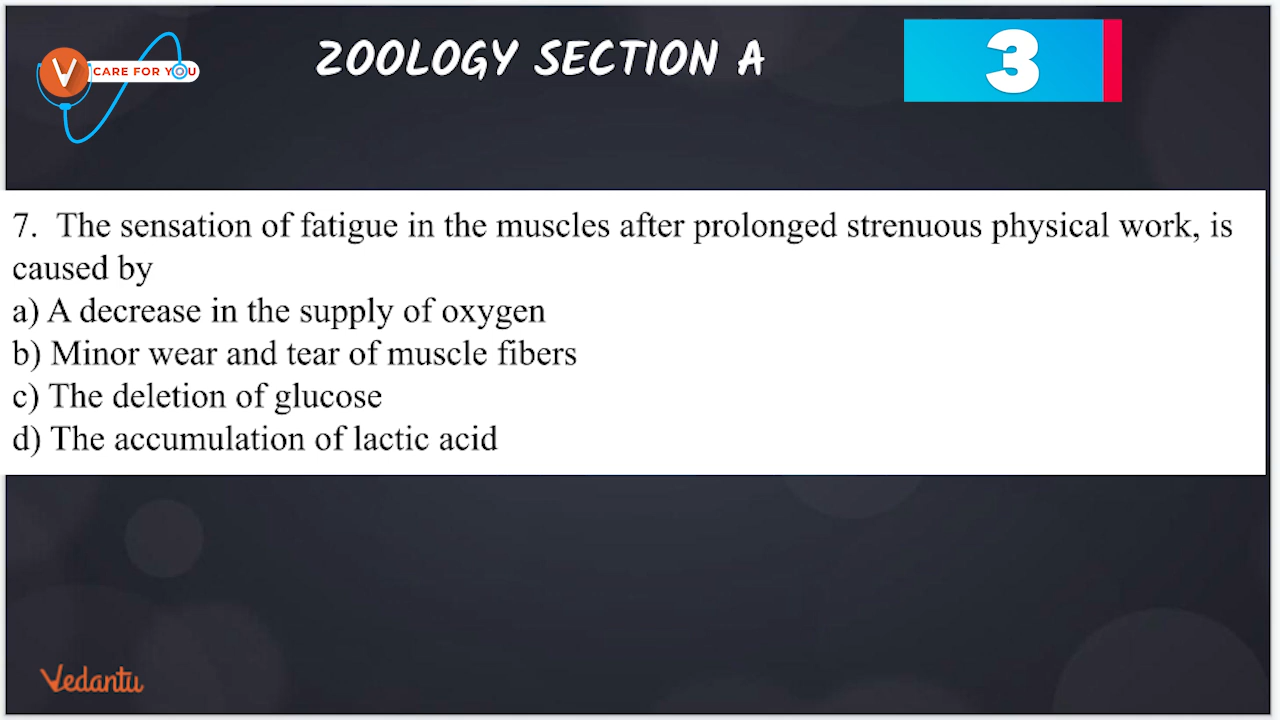 ZOOLOGY SECTION A
3
V CARE FOR YOU
7. The sensation of fatigue in the muscles after prolonged strenuous physical work, is
caused by
a) A decrease in the supply of oxygen
b) Minor wear and tear of muscle fibers
c) The deletion of glucose
d) The accumulation of lactic acid
Vedantu